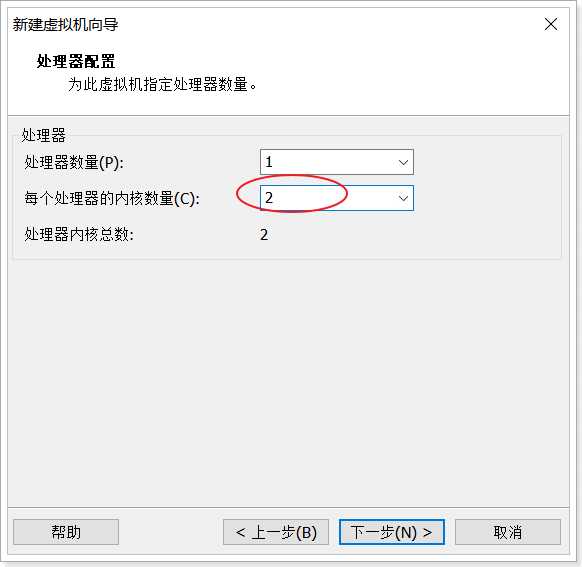 新建虚拟机向导
处理器配置
为此虚拟机指定处理器数量。
处理器
处理器数量(P): 1
每个处理器的内核数量(C): 2
处理器内核总数: 2
帮助 < 上一步(B) 下一步(N) > 取消